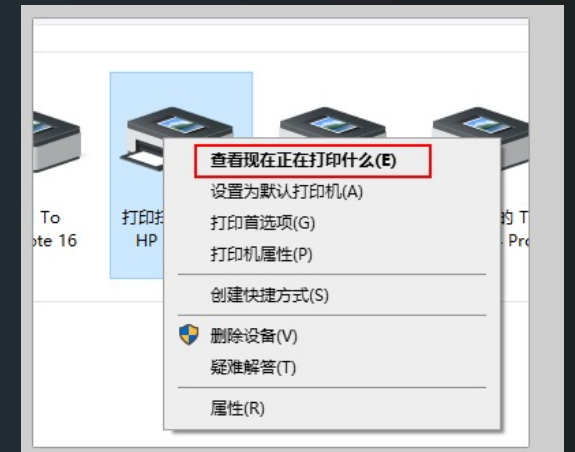 查看现在正在打印什么(E)
设置为默认打印机(A)
打印首选项(G)
打印机属性(P)
创建快捷方式(S)
删除设备(V)
疑难解答(T)
属性(R)
To
16
打印
HP
的 T